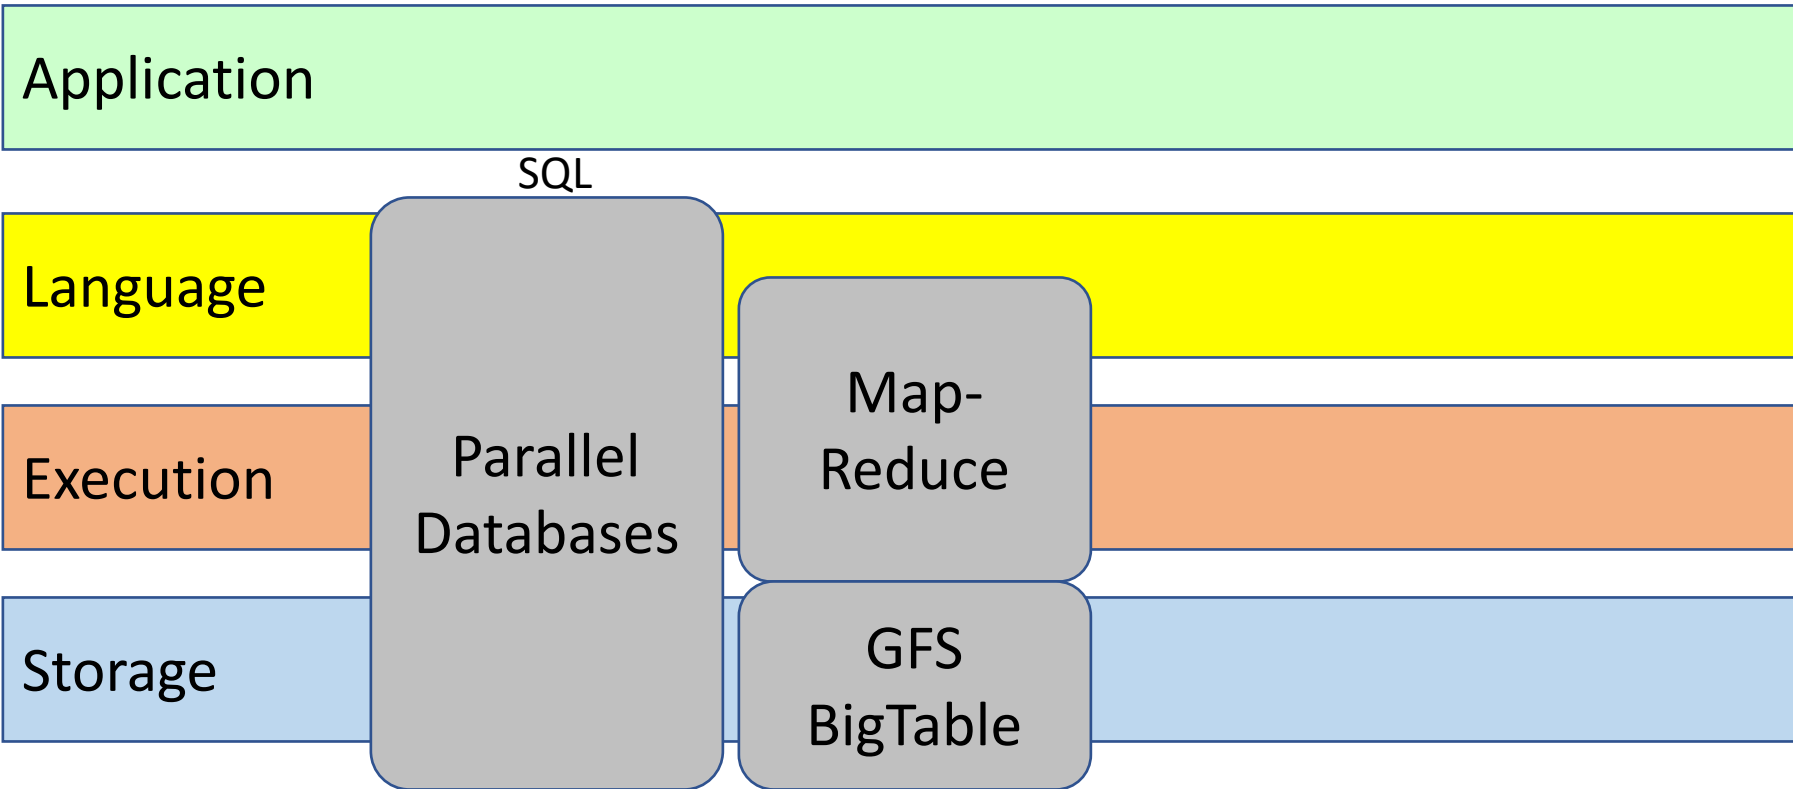 Application
SQL
Language
Execution
Storage
Parallel
Databases
Map-
Reduce
GFS
BigTable